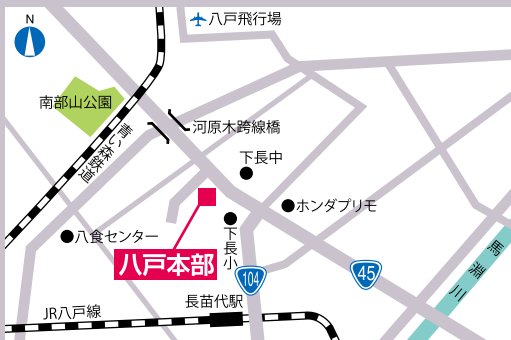 N
八戸飛行場
南部山公園
河原木跨線橋
青い森鉄道
下長中
ホンダプリモ
八食センター
下長小
八戸本部
104
45
馬淵川
JR八戸線
長苗代駅